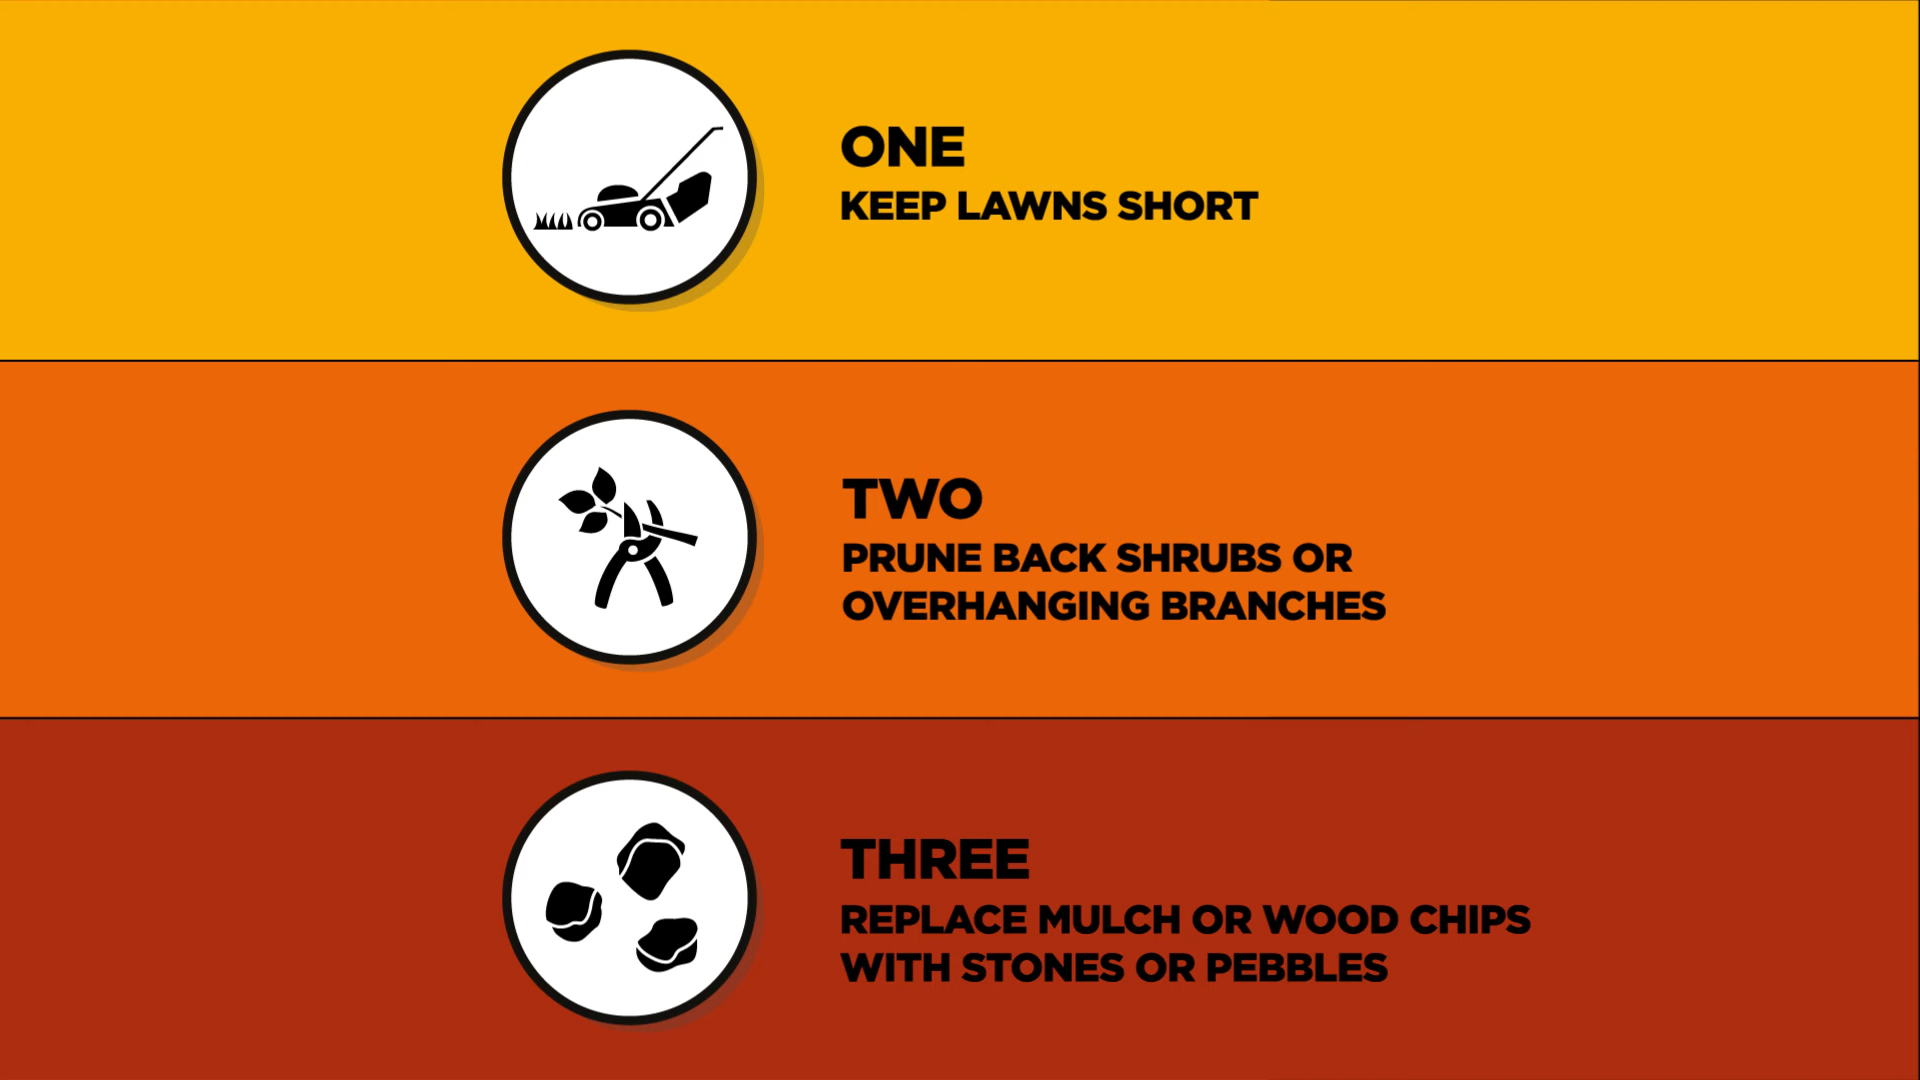 ONE
KEEP LAWNS SHORT
TWO
PRUNE BACK SHRUBS OR
OVERHANGING BRANCHES
THREE
REPLACE MULCH OR WOOD CHIPS
WITH STONES OR PEBBLES